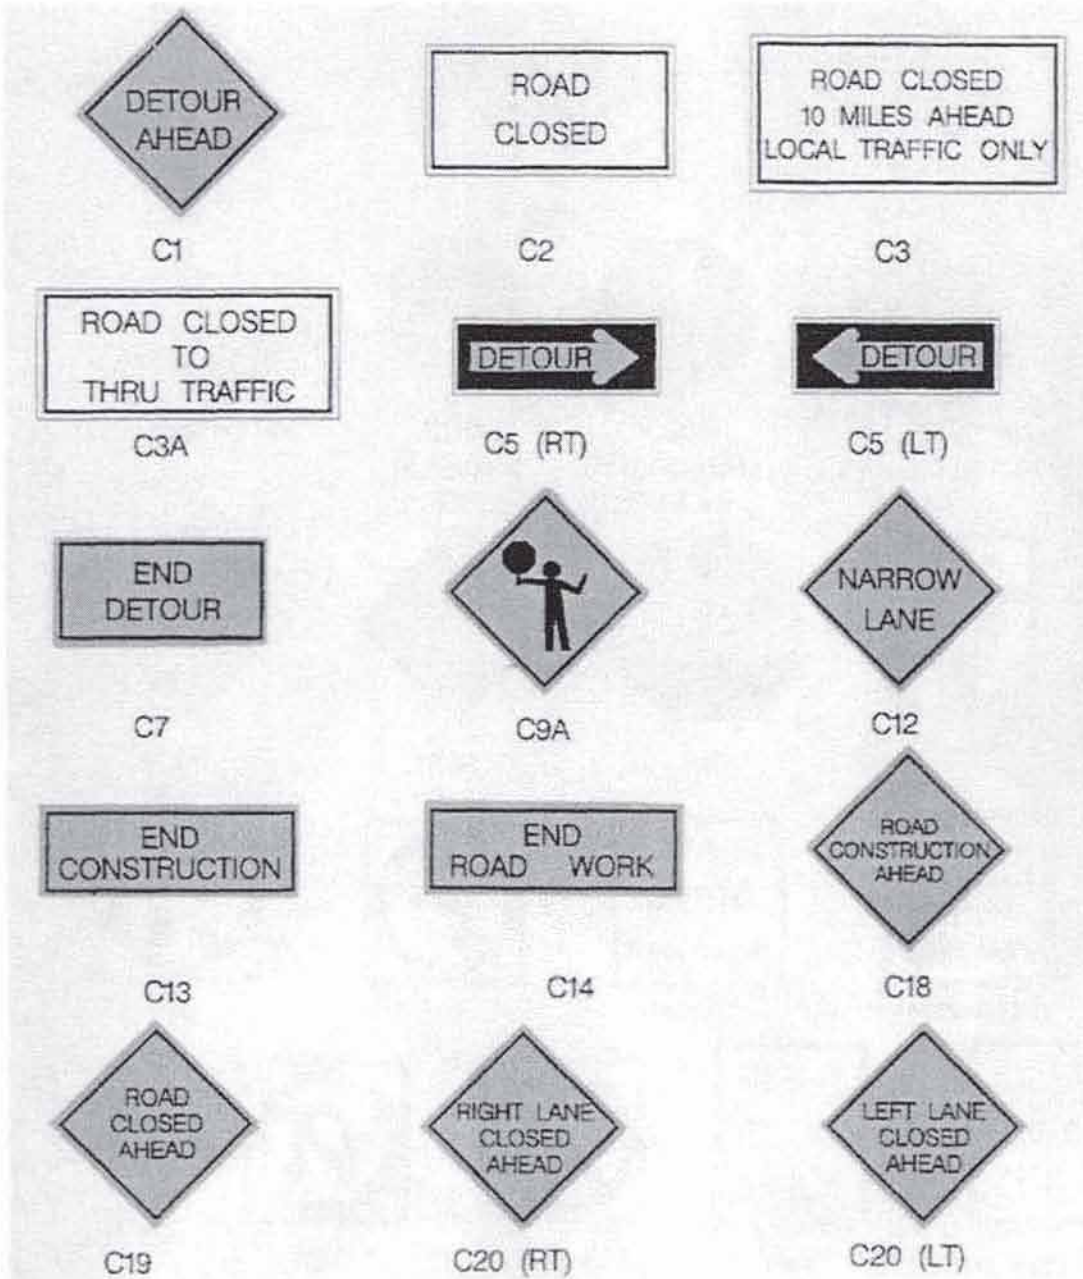 DETOUR
AHEAD
C1
ROAD
CLOSED
C2
ROAD CLOSED
10 MILES AHEAD
LOCAL TRAFFIC ONLY
C3
ROAD CLOSED
TO
THRU TRAFFIC
C3A
DETOUR
C5 (RT)
DETOUR
C5 (LT)
END
DETOUR
C7
C9A
NARROW
LANE
C12
END
CONSTRUCTION
C13
END
ROAD WORK
C14
ROAD
CONSTRUCTION
AHEAD
C18
ROAD
CLOSED
AHEAD
C19
RIGHT LANE
CLOSED
AHEAD
C20 (RT)
LEFT LANE
CLOSED
AHEAD
C20 (LT)